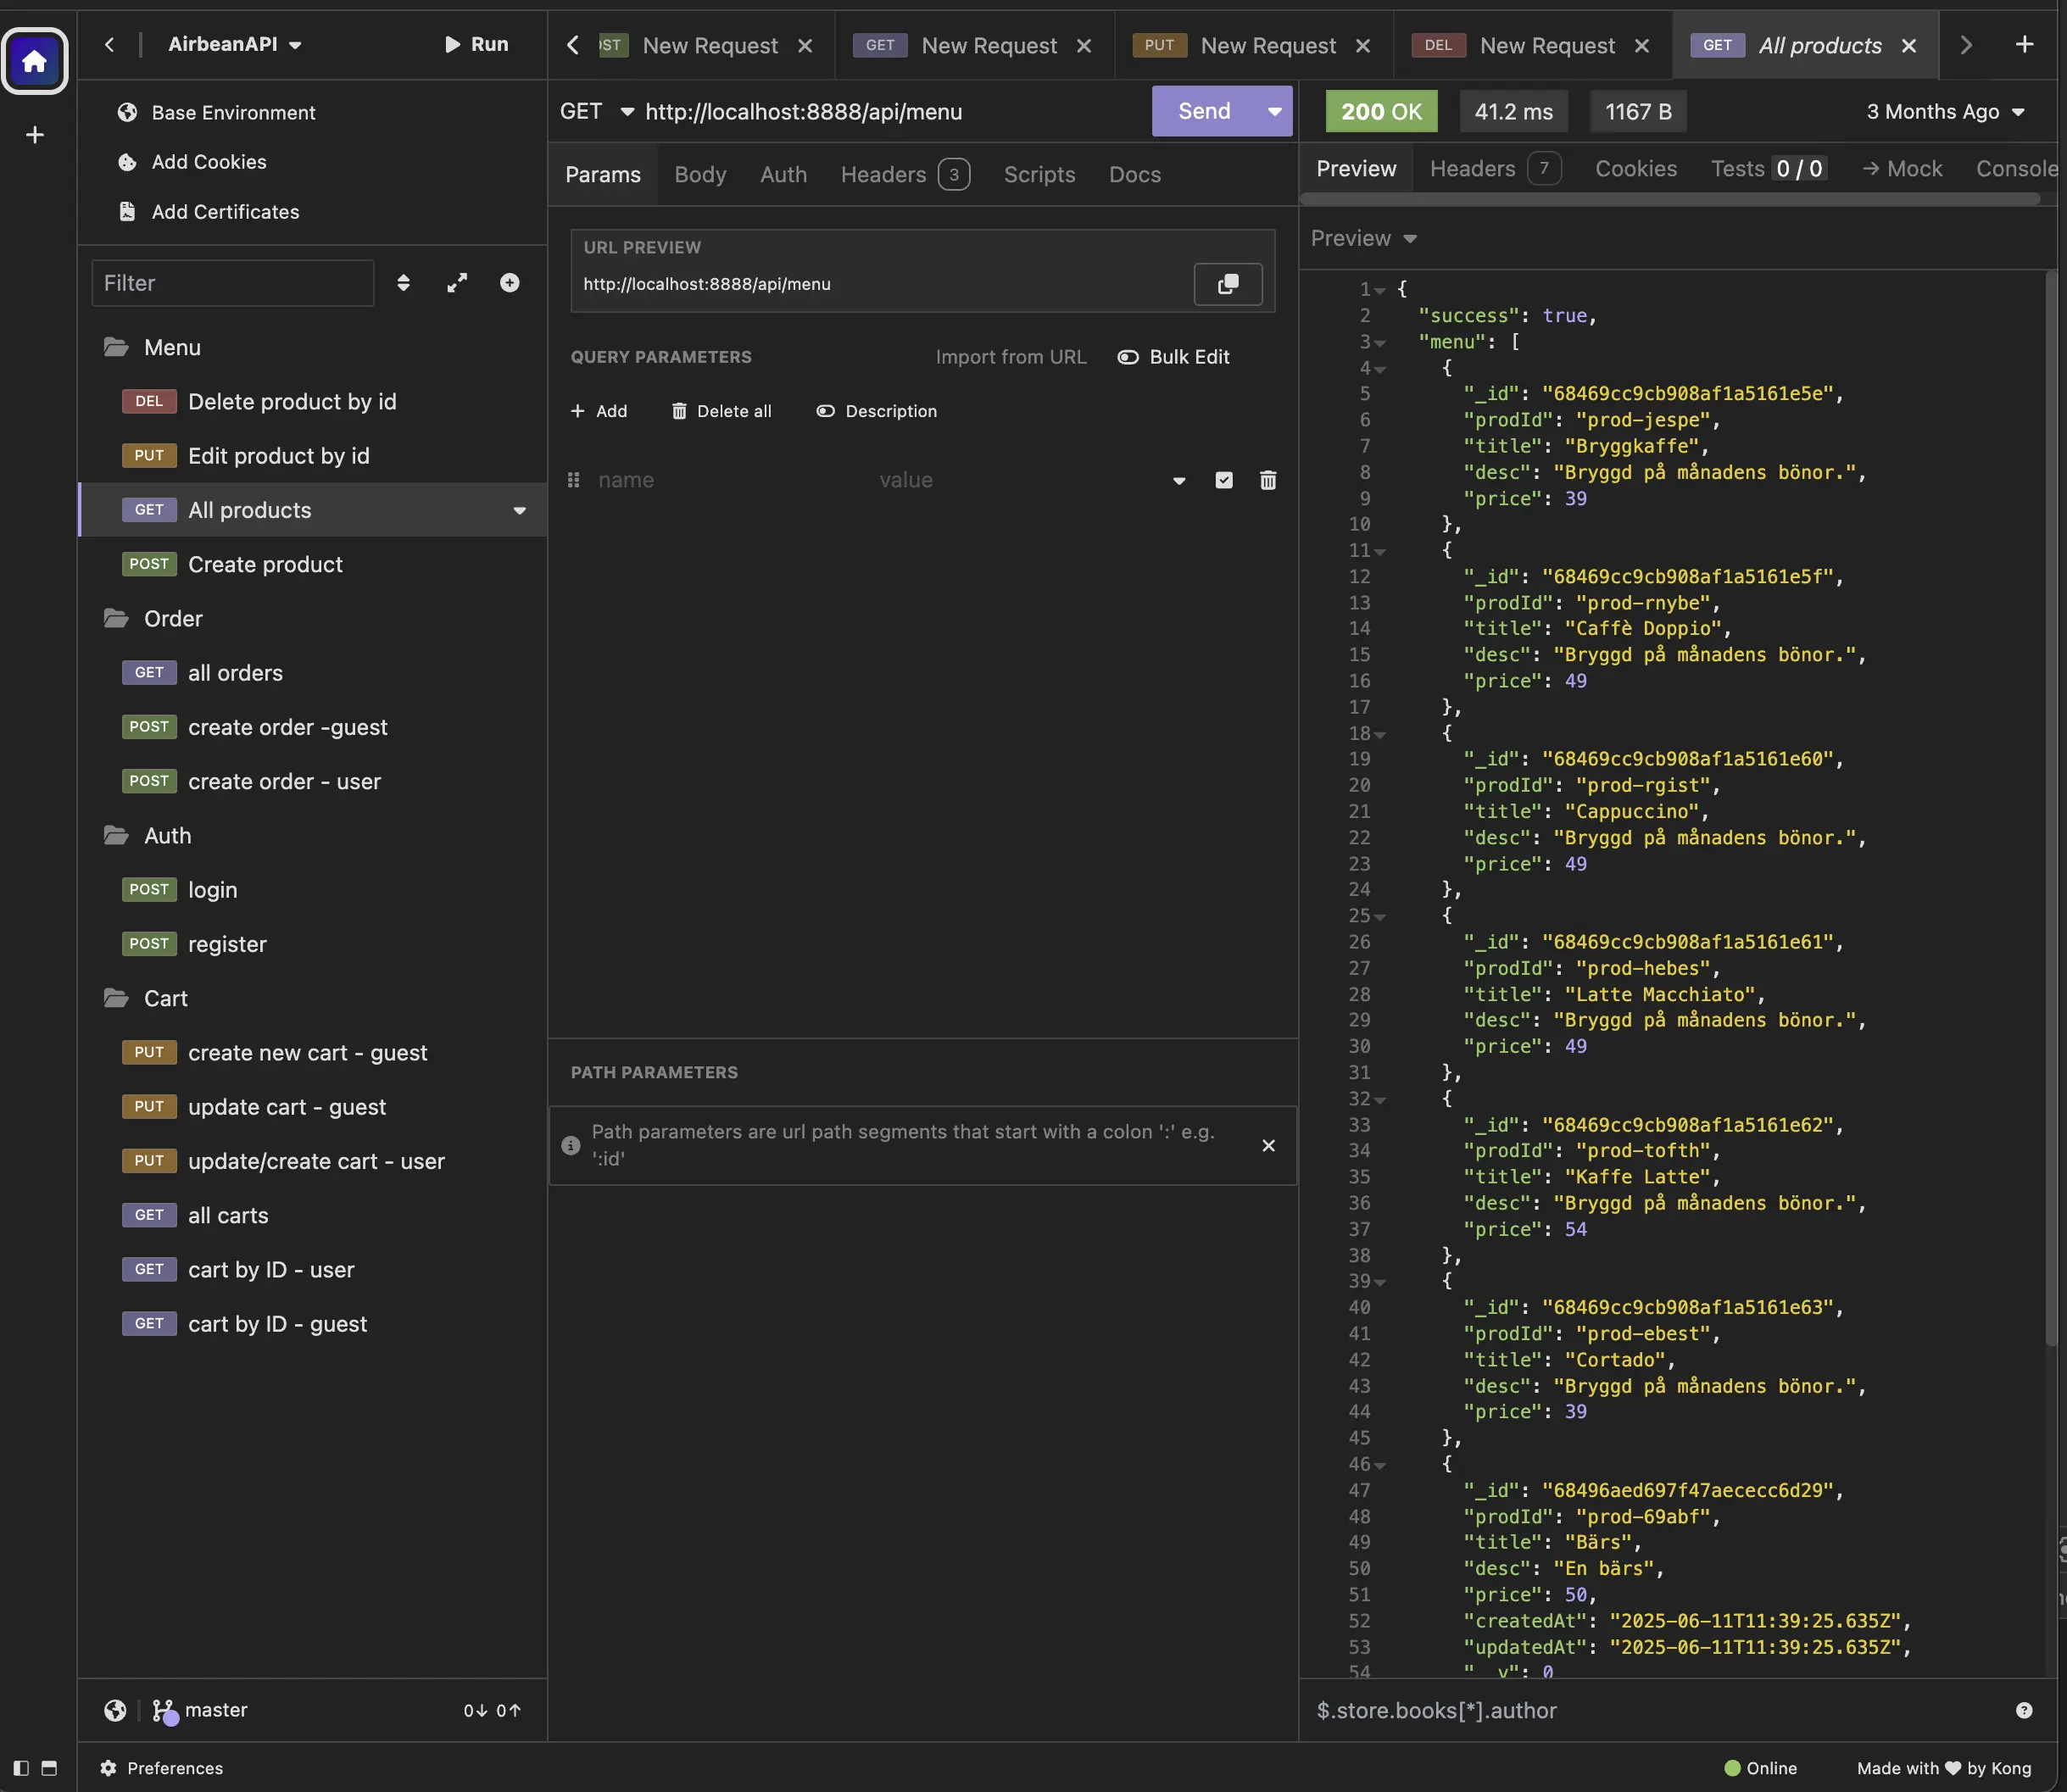 AirbeanAPI
Run
Base Environment
Add Cookies
Add Certificates
Filter
Menu
DEL Delete product by id
PUT Edit product by id
GET All products
POST Create product
Order
GET all orders
POST create order -guest
POST create order - user
Auth
POST login
POST register
Cart
PUT create new cart - guest
PUT update cart - guest
PUT update/create cart - user
GET all carts
GET cart by ID - user
GET cart by ID - guest
master 0↓ 0↑
Preferences
ST New Request
GET New Request
PUT New Request
DEL New Request
GET All products
GET http://localhost:8888/api/menu
Send
Params Body Auth Headers 3 Scripts Docs
URL PREVIEW
http://localhost:8888/api/menu
QUERY PARAMETERS Import from URL Bulk Edit
+ Add Delete all Description
name value
PATH PARAMETERS
Path parameters are url path segments that start with a colon ':' e.g.
':id'
200 OK 41.2 ms 1167 B 3 Months Ago
Preview Headers 7 Cookies Tests 0 / 0 → Mock Console
Preview
1 {
2 "success": true,
3 "menu": [
4 {
5 "_id": "68469cc9cb908af1a5161e5e",
6 "prodId": "prod-jespe",
7 "title": "Bryggkaffe",
8 "desc": "Bryggd på månadens bönor.",
9 "price": 39
10 },
11 {
12 "_id": "68469cc9cb908af1a5161e5f",
13 "prodId": "prod-rnybe",
14 "title": "Caffè Doppio",
15 "desc": "Bryggd på månadens bönor.",
16 "price": 49
17 },
18 {
19 "_id": "68469cc9cb908af1a5161e60",
20 "prodId": "prod-rgist",
21 "title": "Cappuccino",
22 "desc": "Bryggd på månadens bönor.",
23 "price": 49
24 },
25 {
26 "_id": "68469cc9cb908af1a5161e61",
27 "prodId": "prod-hebes",
28 "title": "Latte Macchiato",
29 "desc": "Bryggd på månadens bönor.",
30 "price": 49
31 },
32 {
33 "_id": "68469cc9cb908af1a5161e62",
34 "prodId": "prod-tofth",
35 "title": "Kaffe Latte",
36 "desc": "Bryggd på månadens bönor.",
37 "price": 54
38 },
39 {
40 "_id": "68469cc9cb908af1a5161e63",
41 "prodId": "prod-ebest",
42 "title": "Cortado",
43 "desc": "Bryggd på månadens bönor.",
44 "price": 39
45 },
46 {
47 "_id": "68496aed697f47aececc6d29",
48 "prodId": "prod-69abf",
49 "title": "Bärs",
50 "desc": "En bärs",
51 "price": 50,
52 "createdAt": "2025-06-11T11:39:25.635Z",
53 "updatedAt": "2025-06-11T11:39:25.635Z",
54 "__v": 0
$.store.books[*].author
Online Made with ♥ by Kong